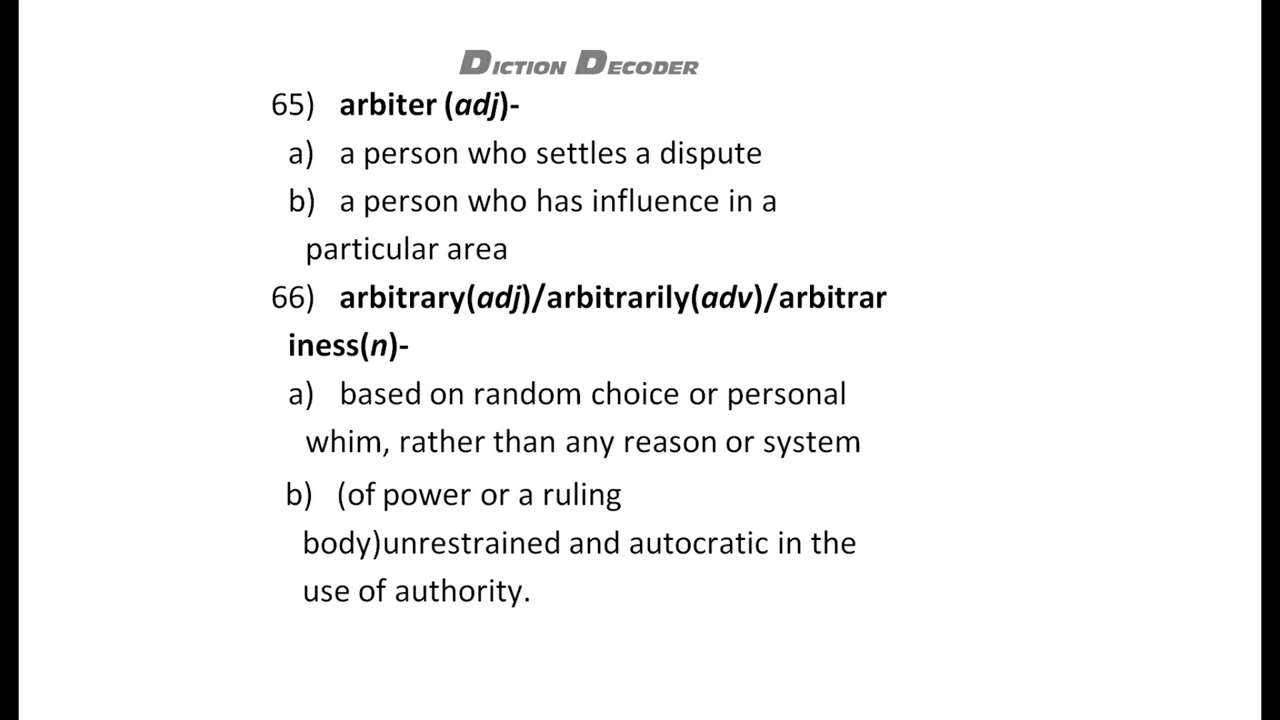 DICTION DECODER
65) arbiter (adj)-
a) a person who settles a dispute
b) a person who has influence in a
particular area
66) arbitrary(adj)/arbitrarily(adv)/arbitrar
iness(n)-
a) based on random choice or personal
whim, rather than any reason or system
b) (of power or a ruling
body)unrestrained and autocratic in the
use of authority.